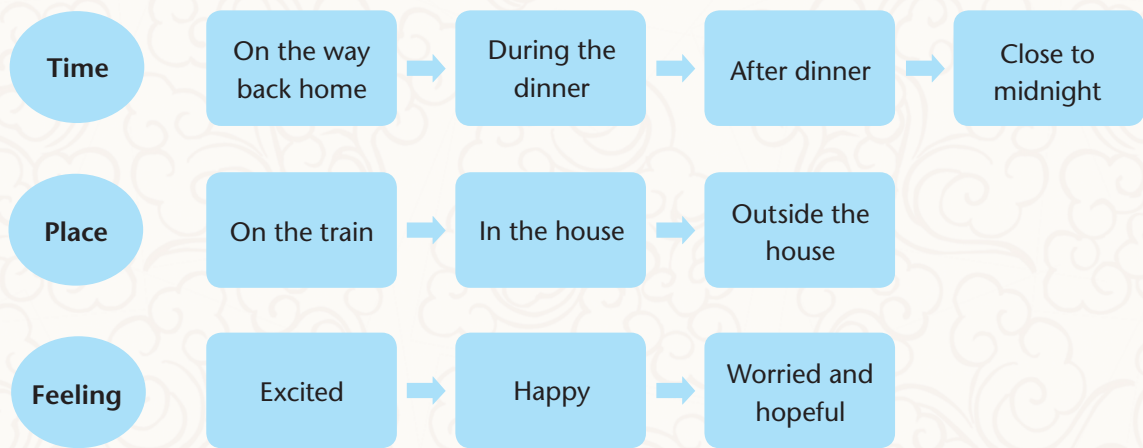 Time
On the way
back home
During the
dinner
After dinner
Close to
midnight
Place
On the train
In the house
Outside the
house
Feeling
Excited
Happy
Worried and
hopeful